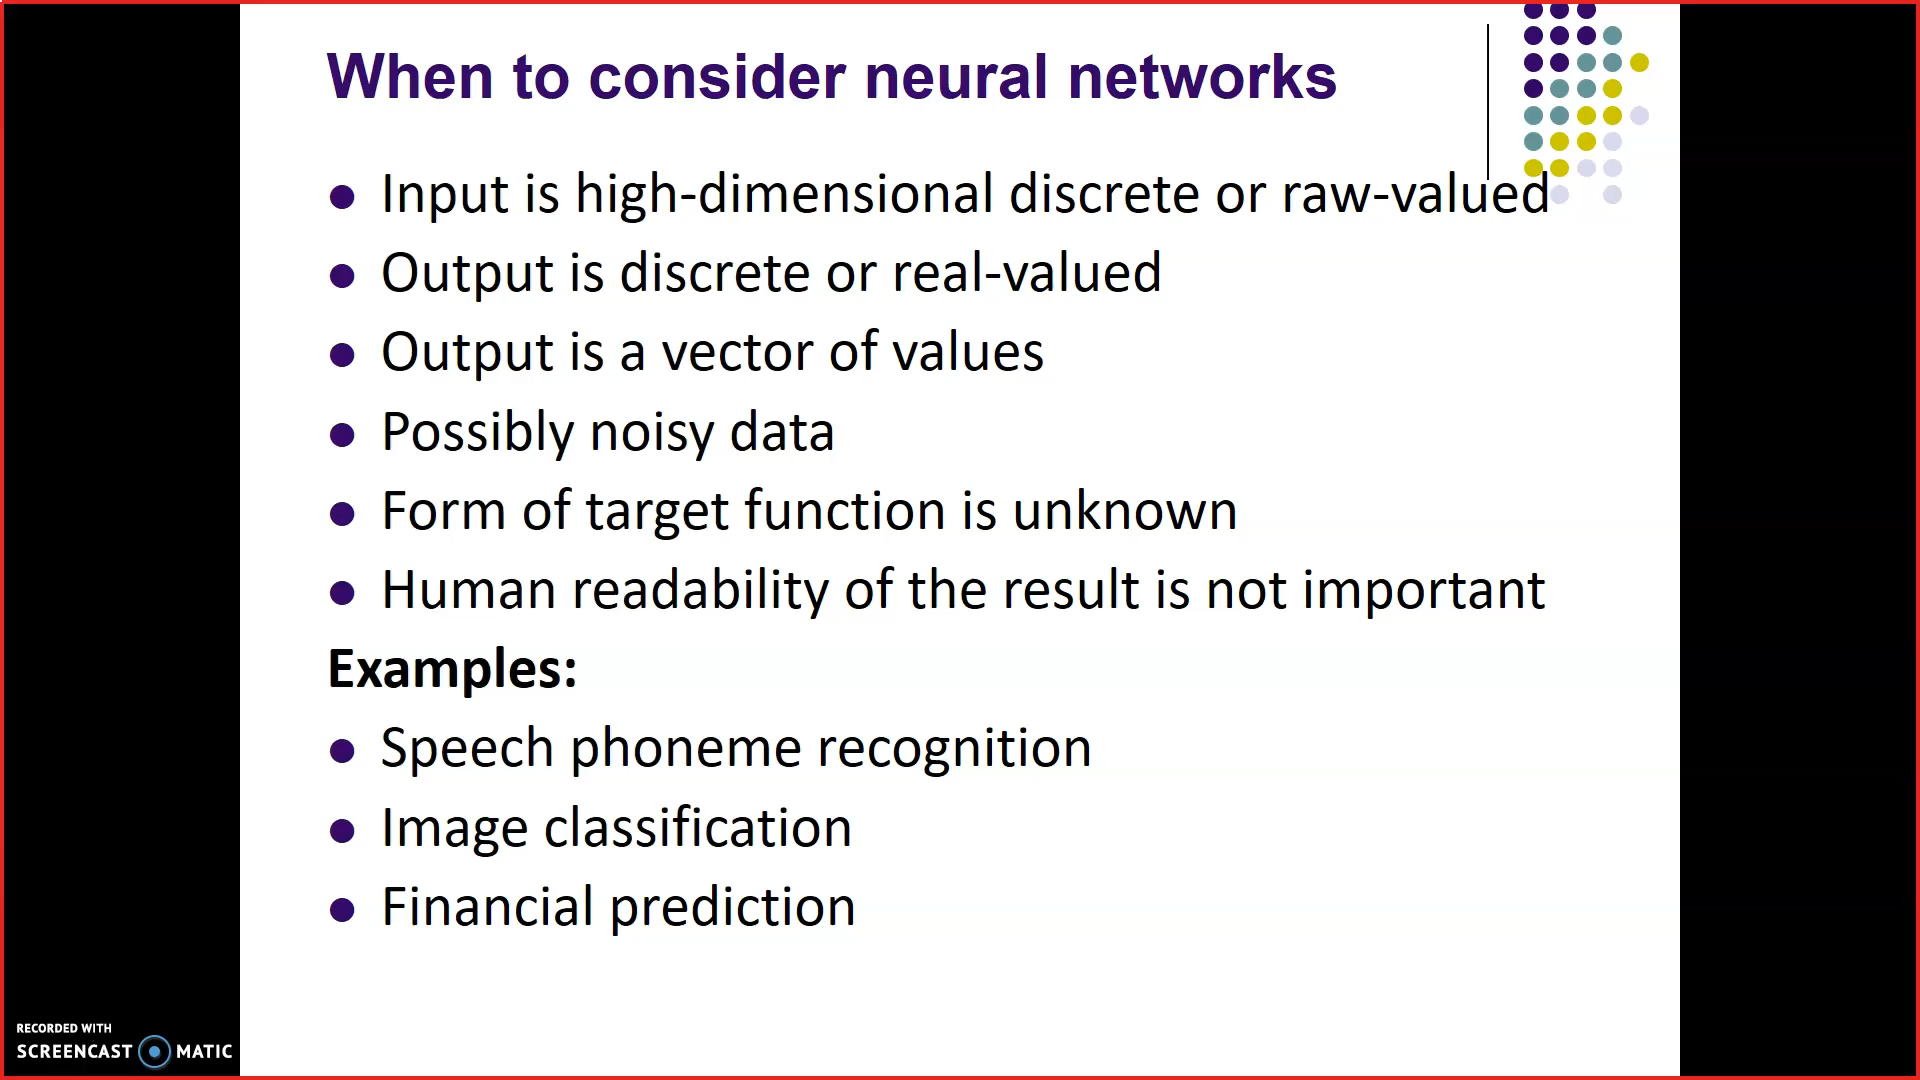 When to consider neural networks
Input is high-dimensional discrete or raw-valued
Output is discrete or real-valued
Output is a vector of values
Possibly noisy data
Form of target function is unknown
Human readability of the result is not important
Examples:
Speech phoneme recognition
Image classification
Financial prediction
RECORDED WITH
SCREENCAST MATIC